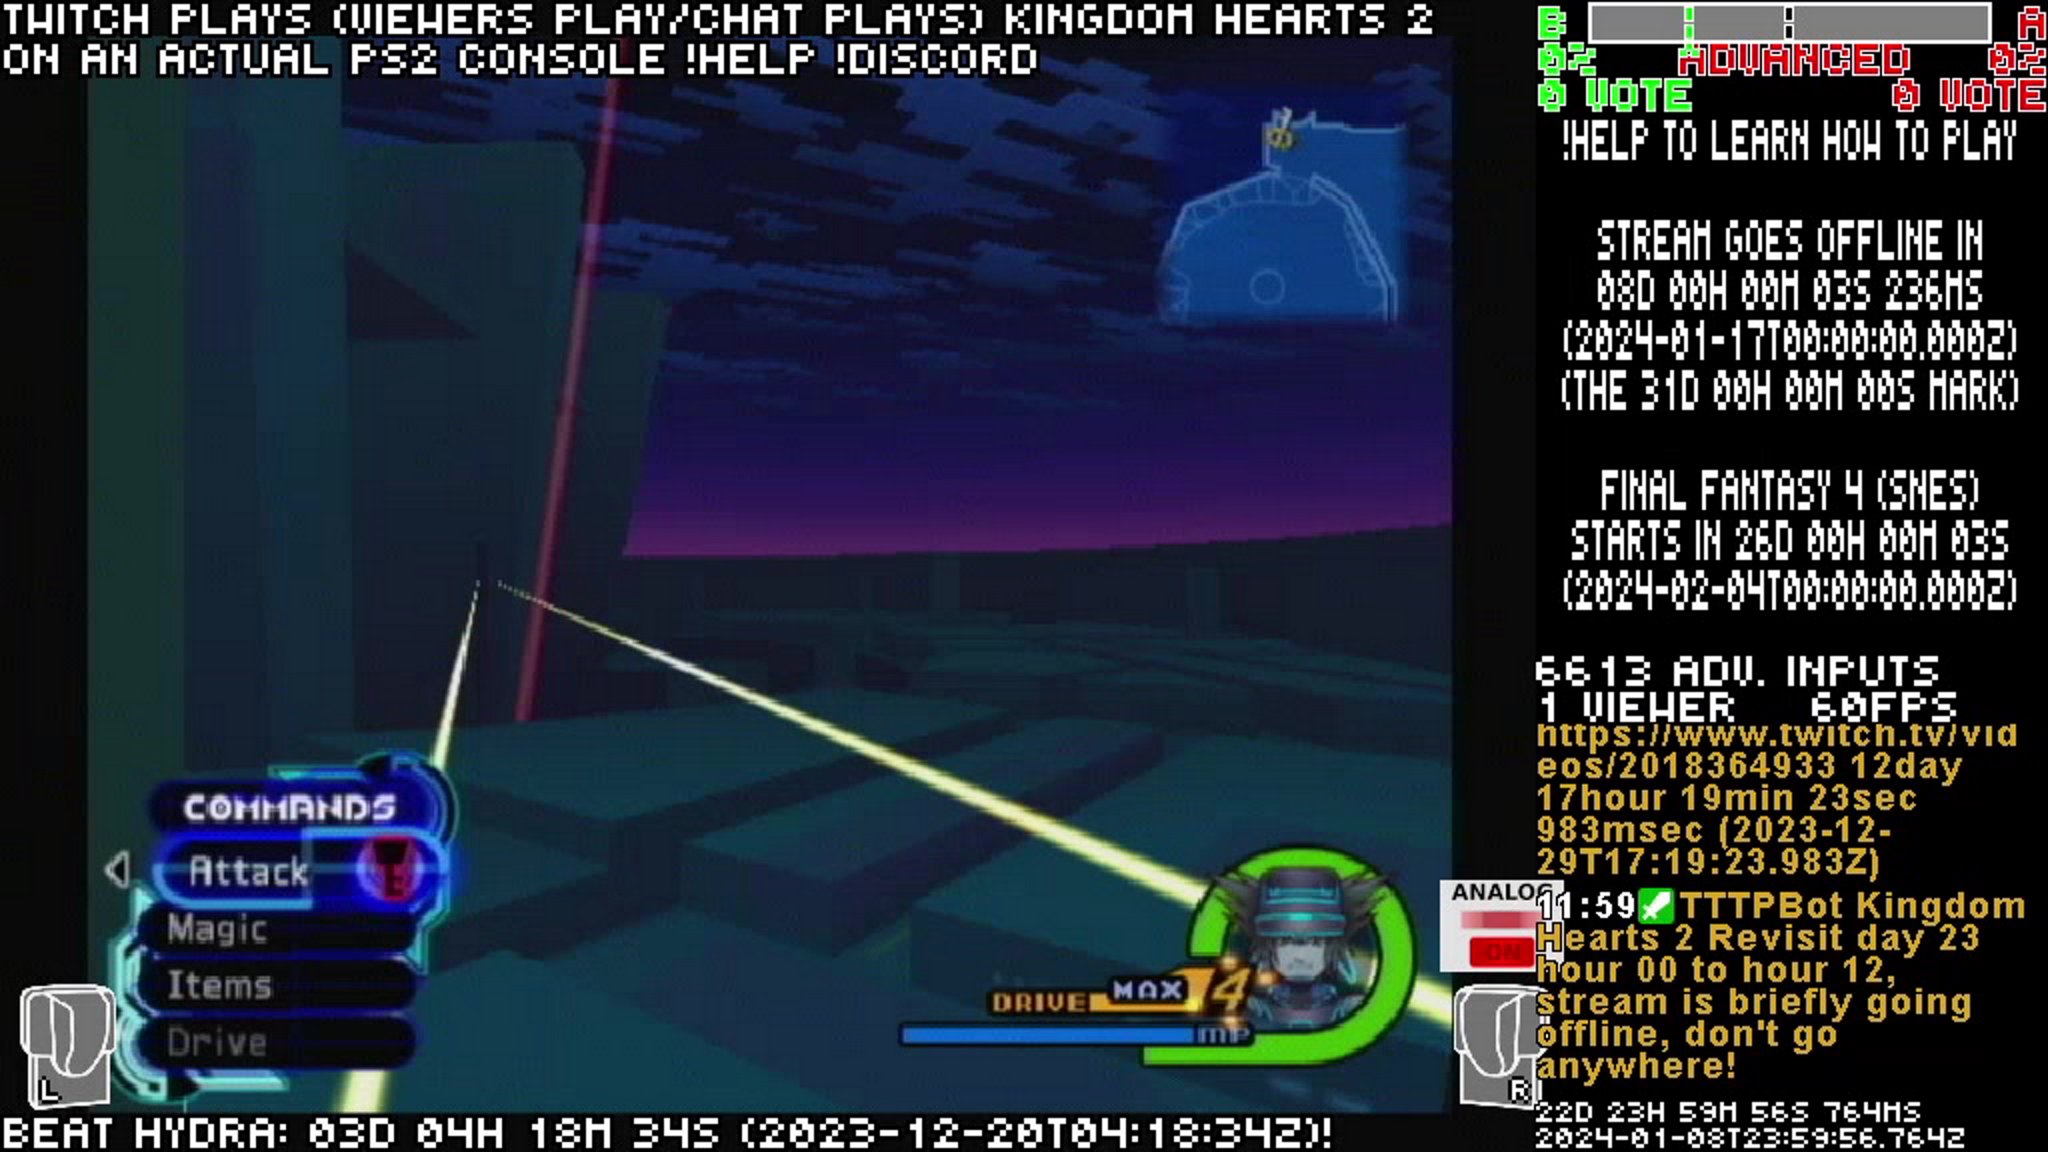 TWITCH PLAYS (VIEWERS PLAY/CHAT PLAYS) KINGDOM HEARTS 2
ON AN ACTUAL PS2 CONSOLE !HELP !DISCORD
B A
0% ADVANCED 0%
0 VOTE 0 VOTE
!HELP TO LEARN HOW TO PLAY
STREAM GOES OFFLINE IN
08D 00H 00M 03S 236MS
(2024-01-17T00:00:00.000Z)
(THE 31D 00H 00M 00S MARK)
FINAL FANTASY 4 (SNES)
STARTS IN 26D 00H 00M 03S
(2024-02-04T00:00:00.000Z)
6613 ADV. INPUTS
1 VIEWER 60FPS
https://www.twitch.tv/vid
eos/2018364933 12day
17hour 19min 23sec
983msec (2023-12-
29T17:19:23.983Z)
11:59 TTTPBot Kingdom
Hearts 2 Revisit day 23
hour 00 to hour 12,
stream is briefly going
offline, don't go
anywhere!
22D 23H 59M 56S 764MS
2024-01-08T23:59:56.764Z
COMMANDS
Attack
Magic
Items
Drive
DRIVE MAX 4
MP
ANALOG
ON
L
R
BEAT HYDRA: 03D 04H 18M 34S (2023-12-20T04:18:34Z)!